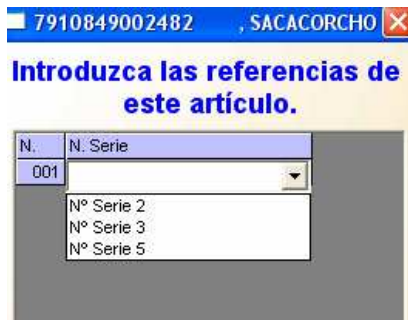 7910849002482 , SACACORCHO
Introduzca las referencias de
este artículo.
N. N. Serie
001
Nº Serie 2
Nº Serie 3
Nº Serie 5